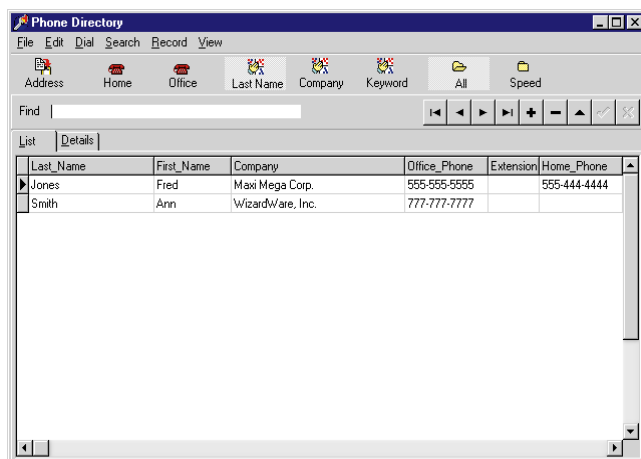 Phone Directory
File Edit Dial Search Record View
Address Home Office Last Name Company Keyword All Speed
Find
List Details
Last_Name First_Name Company Office_Phone Extension Home_Phone
Jones Fred Maxi Mega Corp. 555-555-5555 555-444-4444
Smith Ann WizardWare, Inc. 777-777-7777